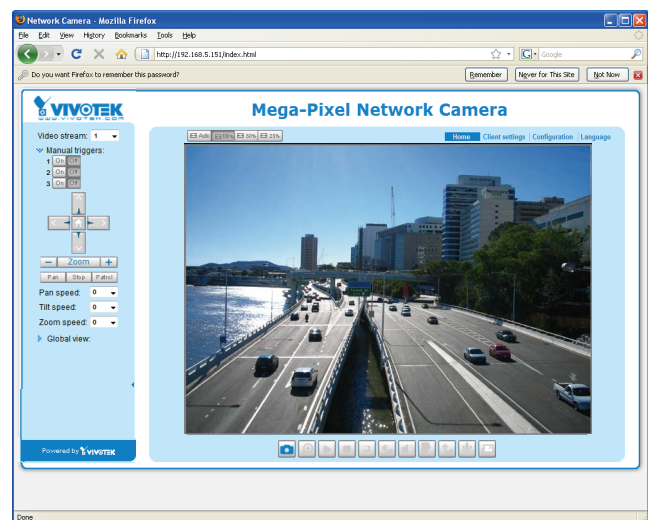 Network Camera - Mozilla Firefox
File Edit View History Bookmarks Tools Help
http://192.168.5.151/index.html
Google
Do you want Firefox to remember this password?
Remember Never for This Site Not Now
VIVOTEK
WWW.VIVOTEK.COM
Mega-Pixel Network Camera
Video stream: 1
Auto 100% 50% 25%
Home Client settings Configuration Language
Manual triggers:
1 On Off
2 On Off
3 On Off
Zoom
Pan Stop Patrol
Pan speed: 0
Tilt speed: 0
Zoom speed: 0
Global view:
Powered by VIVOTEK
Done